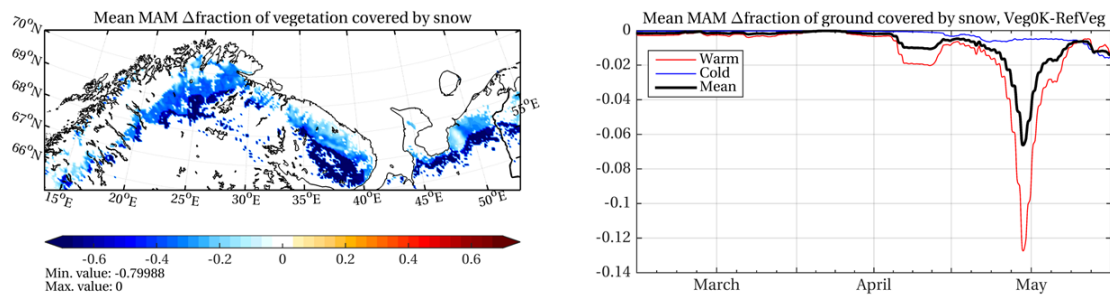 Mean MAM Δfraction of vegetation covered by snow
70°N
69°N
68°N
67°N
66°N
15°E
20°E
25°E
30°E
35°E
40°E
45°E
50°E
55°E
-0.6
-0.4
-0.2
0
0.2
0.4
0.6
Min. value: -0.79988
Max. value: 0
Mean MAM Δfraction of ground covered by snow, Veg0K-RefVeg
0
-0.02
-0.04
-0.06
-0.08
-0.1
-0.12
-0.14
Warm
Cold
Mean
March
April
May